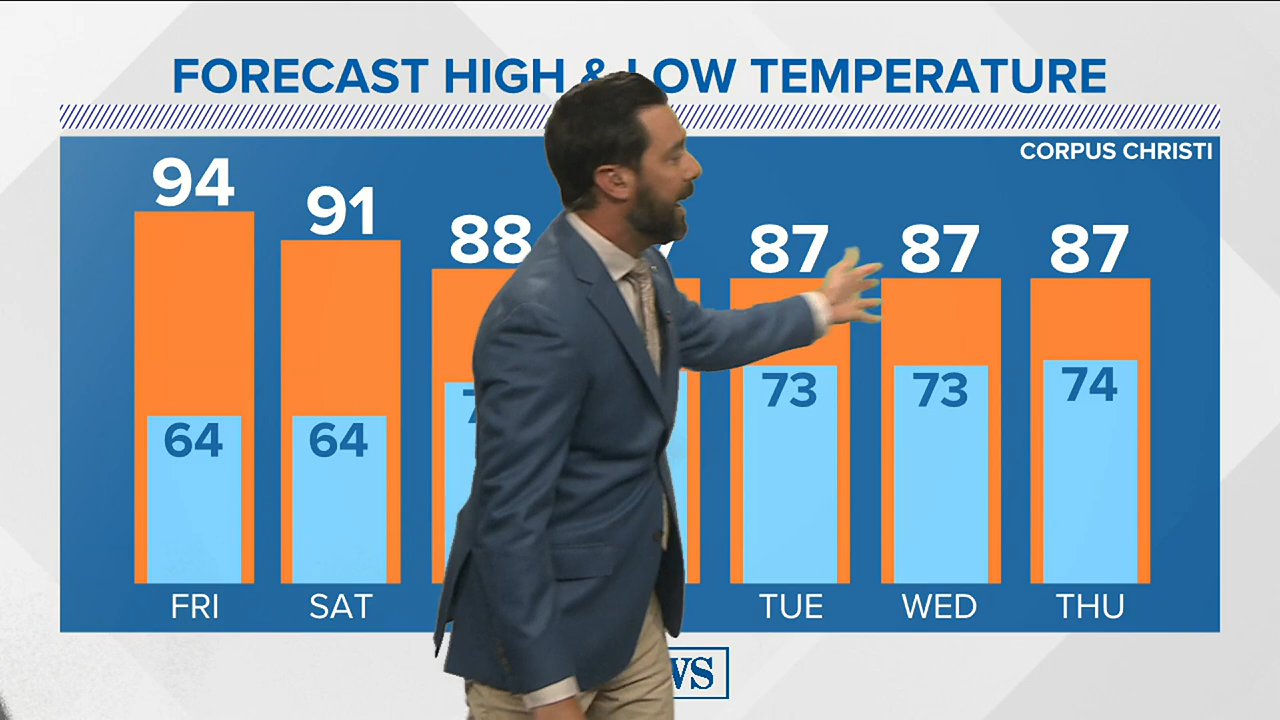 FORECAST HIGH & LOW TEMPERATURE
CORPUS CHRISTI
94 91 88 87 87 87
64 64 73 73 74
FRI SAT TUE WED THU